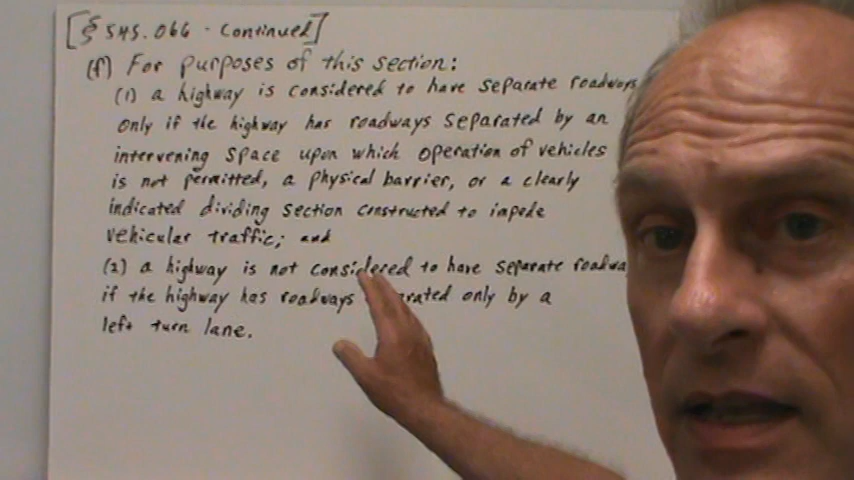 [§ 545.066 - Continued]
(f) For purposes of this section:
(1) a highway is considered to have separate roadways
only if the highway has roadways separated by an
intervening space upon which operation of vehicles
is not permitted, a physical barrier, or a clearly
indicated dividing section constructed to impede
vehicular traffic; and
(2) a highway is not considered to have separate
if the highway has roadways only by a
left turn lane.